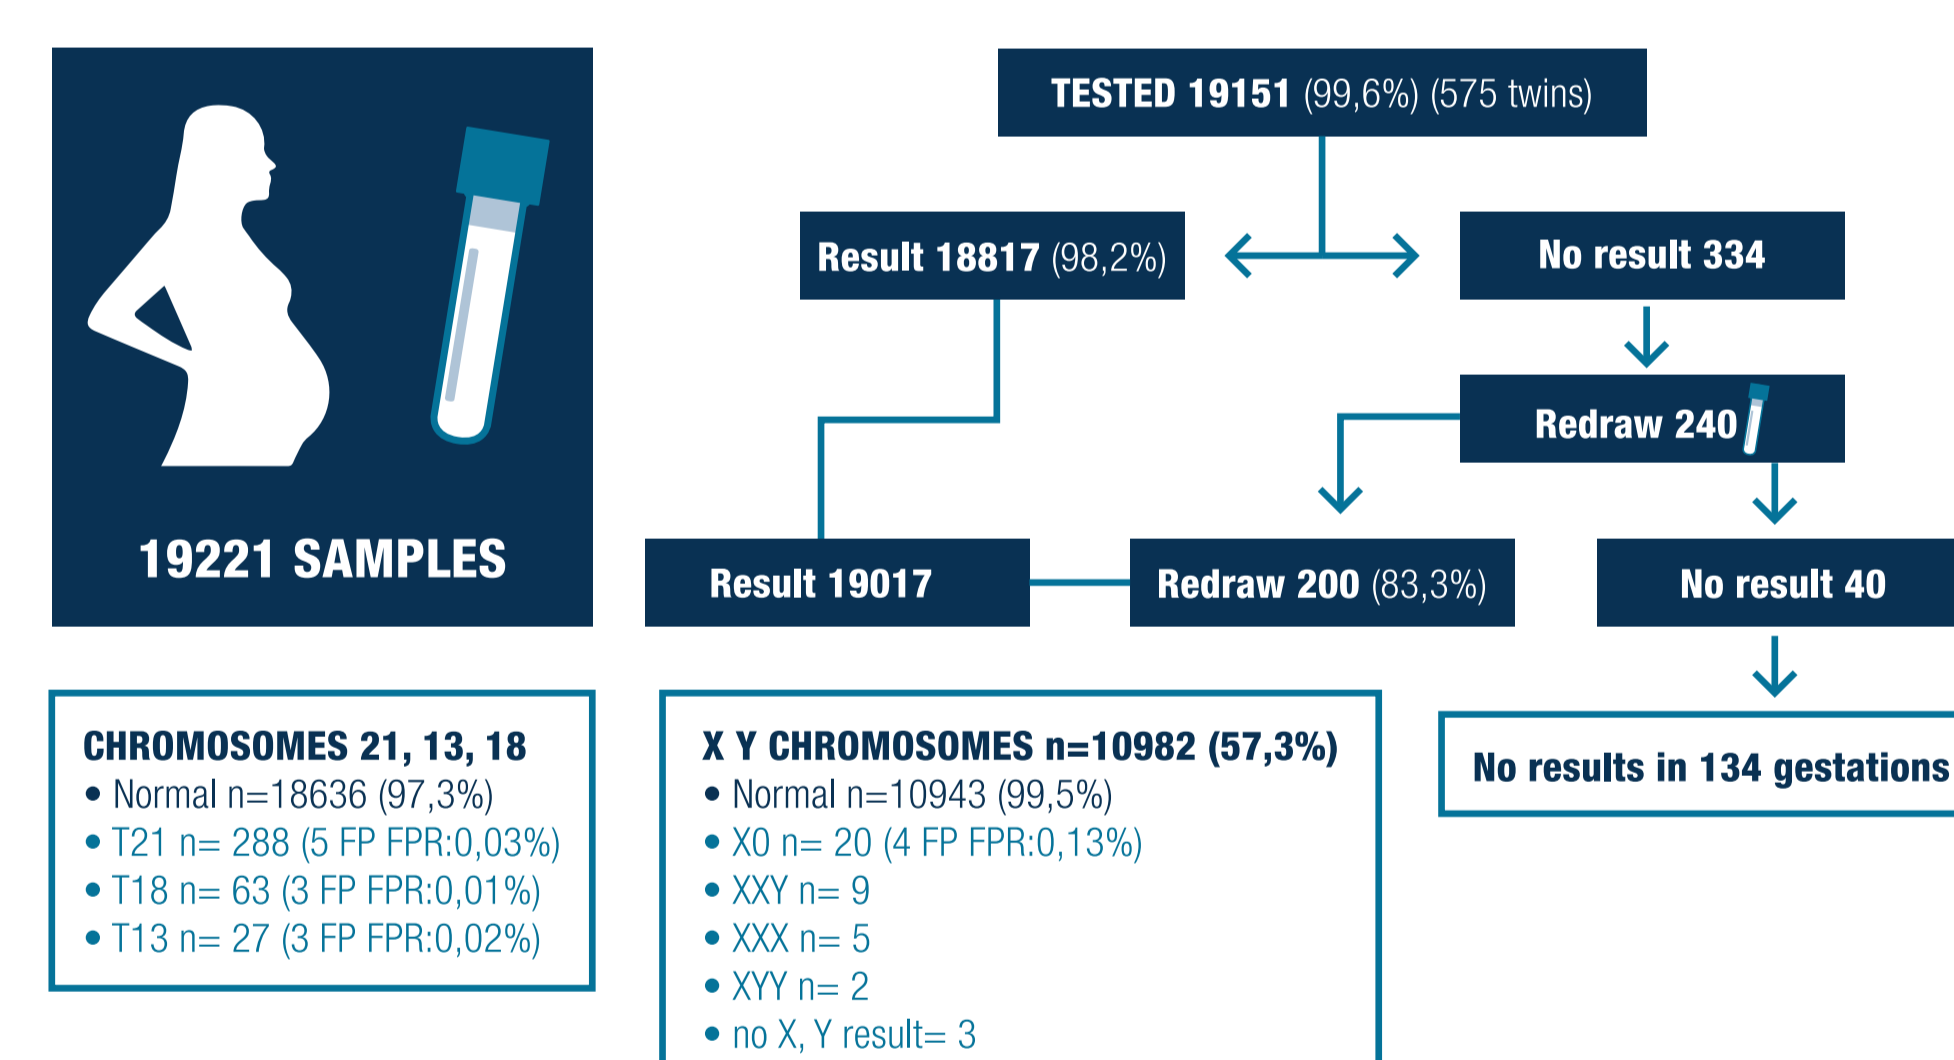 19221 SAMPLES
TESTED 19151 (99,6%) (575 twins)
Result 18817 (98,2%)
No result 334
Redraw 240
Result 19017
Redraw 200 (83,3%)
No result 40
No results in 134 gestations
CHROMOSOMES 21, 13, 18
• Normal n=18636 (97,3%)
• T21 n= 288 (5 FP FPR:0,03%)
• T18 n= 63 (3 FP FPR:0,01%)
• T13 n= 27 (3 FP FPR:0,02%)
X Y CHROMOSOMES n=10982 (57,3%)
• Normal n=10943 (99,5%)
• X0 n= 20 (4 FP FPR:0,13%)
• XXY n= 9
• XXX n= 5
• XYY n= 2
• no X, Y result= 3